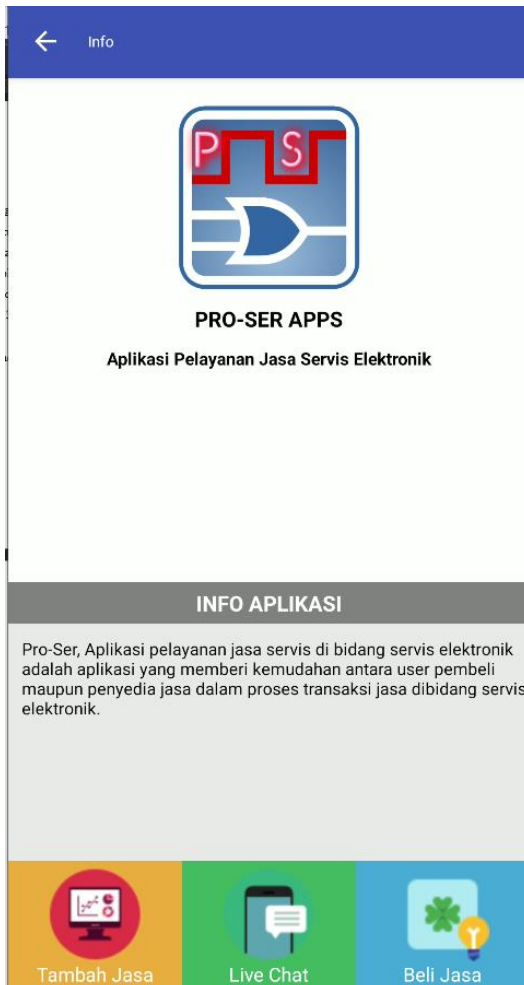 Info
P S
PRO-SER APPS
Aplikasi Pelayanan Jasa Servis Elektronik
INFO APLIKASI
Pro-Ser, Aplikasi pelayanan jasa servis di bidang servis elektronik
adalah aplikasi yang memberi kemudahan antara user pembeli
maupun penyedia jasa dalam proses transaksi jasa dibidang servis
elektronik.
Tambah Jasa
Live Chat
Beli Jasa